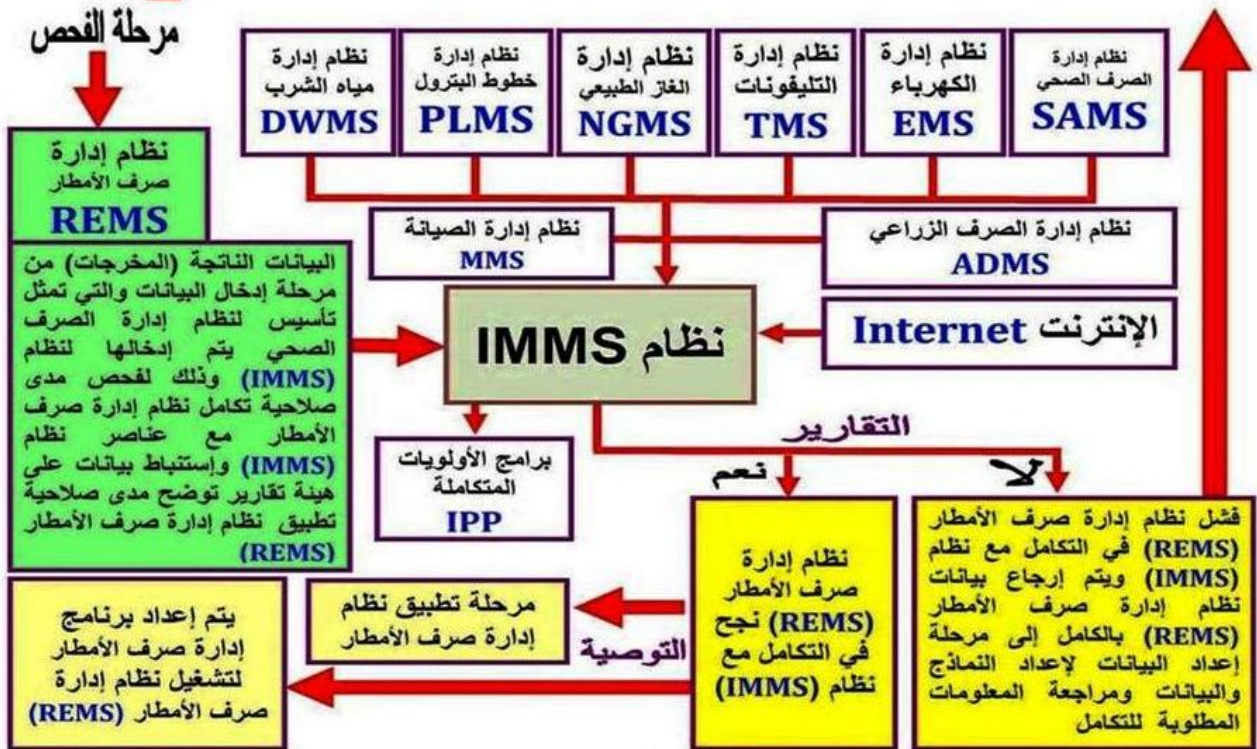 مرحلة الفحص
نظام إدارة
مياه الشرب
DWMS
نظام إدارة
خطوط البترول
PLMS
نظام إدارة
الغاز الطبيعي
NGMS
نظام إدارة
التليفونات
TMS
نظام إدارة
الكهرباء
EMS
نظام إدارة
الصرف الصحي
SAMS
نظام إدارة
صرف الأمطار
REMS
نظام إدارة الصيانة
MMS
نظام إدارة الصرف الزراعي
ADMS
البيانات الناتجة (المخرجات) من
مرحلة إدخال البيانات والتي تمثل
تأسيس لنظام إدارة الصرف
الصحي يتم إدخالها لنظام
(IMMS) وذلك لفحص مدى
صلاحية تكامل نظام إدارة صرف
الأمطار مع عناصر نظام
(IMMS) وإستنباط بيانات على
هيئة تقارير توضح مدى صلاحية
تطبيق نظام إدارة صرف الأمطار
(REMS)
نظام IMMS
الإنترنت Internet
التقارير
برامج الأولويات
المتكاملة
IPP
نعم
لا
نظام إدارة
صرف الأمطار
(REMS) نجح
في التكامل مع
نظام (IMMS)
فشل نظام إدارة صرف الأمطار
(REMS) في التكامل مع نظام
(IMMS) ويتم إرجاع بيانات
نظام إدارة صرف الأمطار
(REMS) بالكامل إلى مرحلة
إعداد البيانات لإعداد النماذج
والبيانات ومراجعة المعلومات
المطلوبة للتكامل
مرحلة تطبيق نظام
إدارة صرف الأمطار
التوصية
يتم إعداد برنامج
إدارة صرف الأمطار
لتشغيل نظام إدارة
صرف الأمطار (REMS)